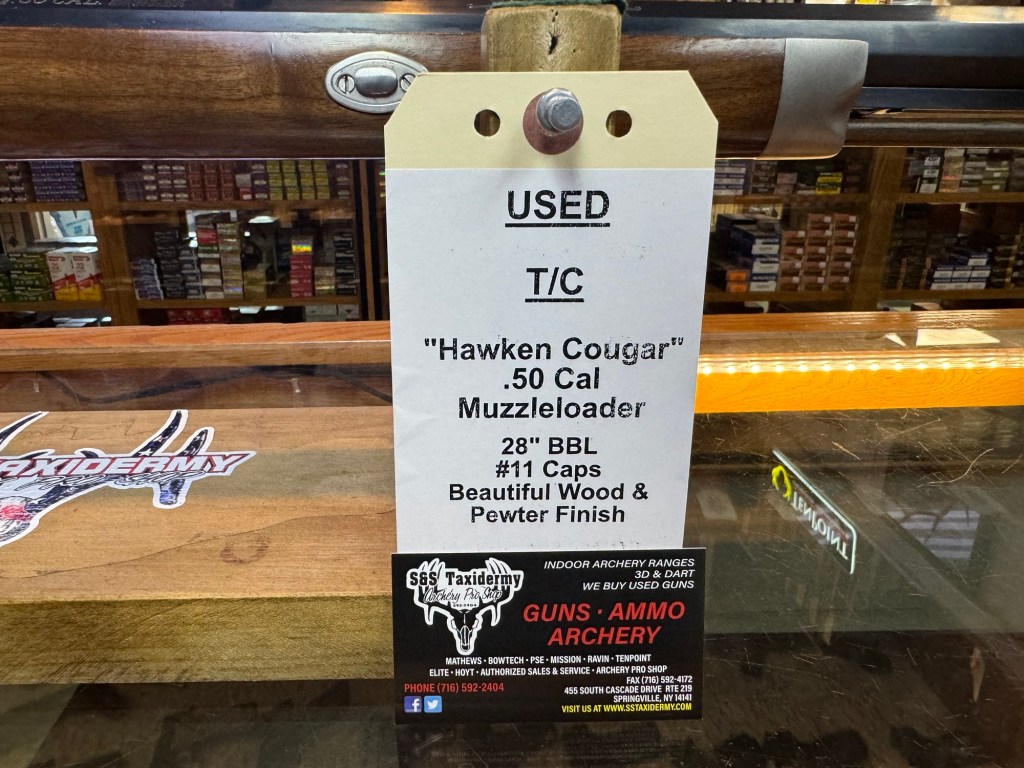 USED
T/C
"Hawken Cougar"
.50 Cal
Muzzleloader
28" BBL
#11 Caps
Beautiful Wood &
Pewter Finish
S&S Taxidermy
Archery Pro Shop
592-2404
INDOOR ARCHERY RANGES
3D & DART
WE BUY USED GUNS
GUNS · AMMO
ARCHERY
MATHEWS · BOWTECH · PSE · MISSION · RAVIN · TENPOINT
ELITE · HOYT · AUTHORIZED SALES & SERVICE · ARCHERY PRO SHOP
PHONE (716) 592-2404
FAX (716) 592-4172
455 SOUTH CASCADE DRIVE RTE 219
SPRINGVILLE, NY 14141
VISIT US AT WWW.SSTAXIDERMY.COM
TAXIDERMY
TENPOINT